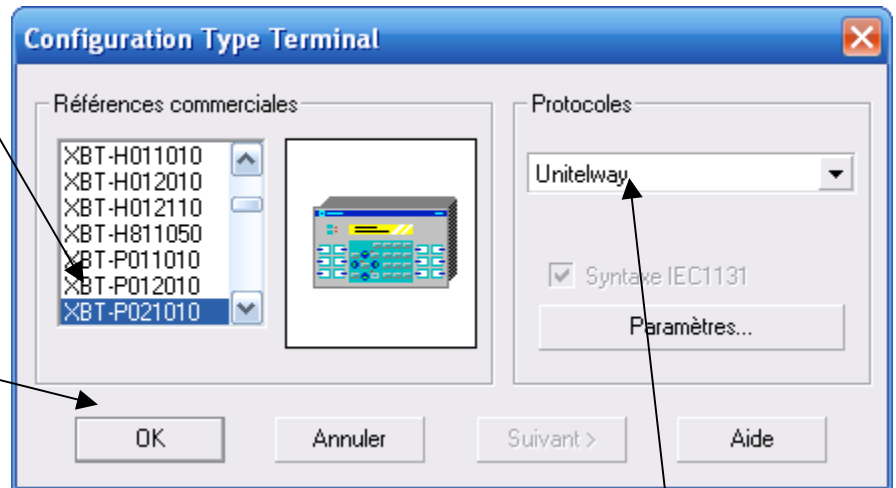 Configuration Type Terminal
Références commerciales
XBT-H011010
XBT-H012010
XBT-H012110
XBT-H811050
XBT-P011010
XBT-P012010
XBT-P021010
Protocoles
Unitelway
Syntaxe IEC1131
Paramètres...
OK
Annuler
Suivant >
Aide